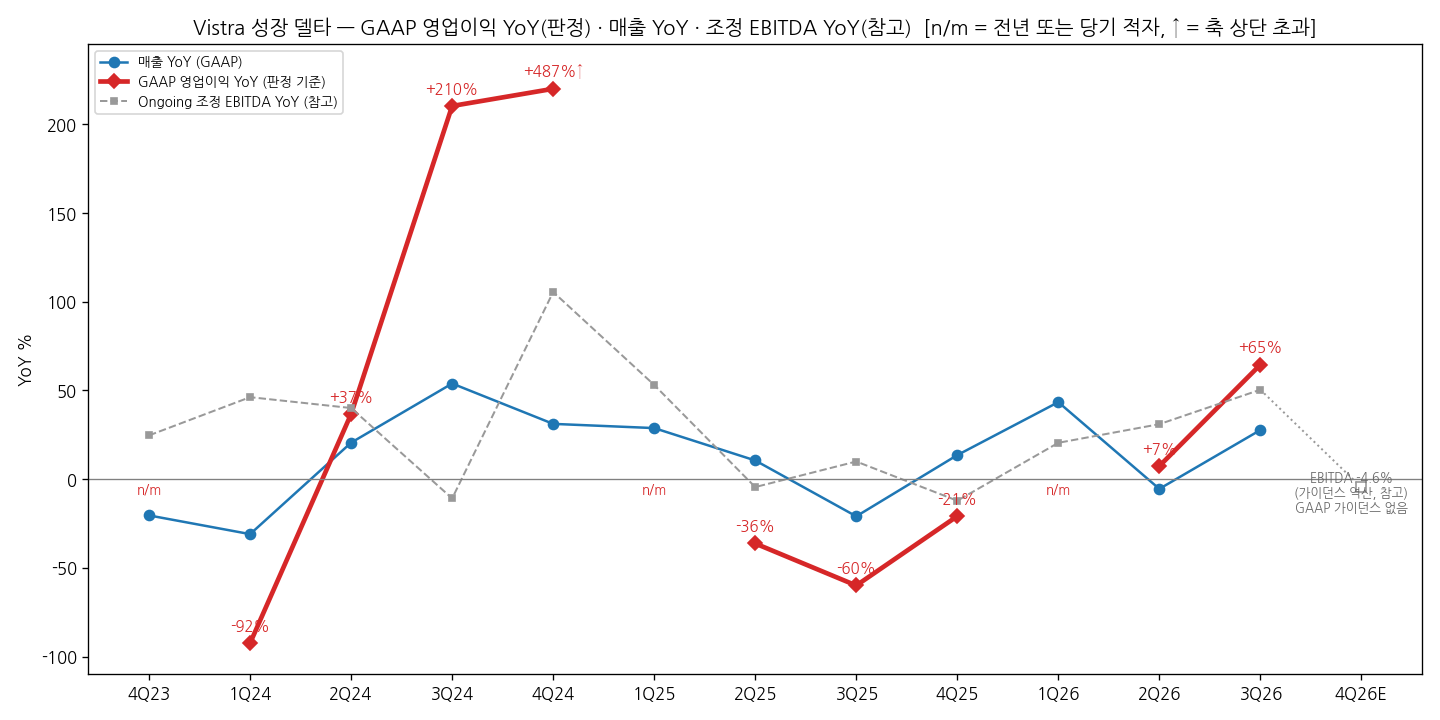 Vistra 성장 델타 — GAAP 영업이익 YoY(판정) · 매출 YoY · 조정 EBITDA YoY(참고)  [n/m = 전년 또는 당기 적자, ↑ = 축 상단 초과]
매출 YoY (GAAP)
GAAP 영업이익 YoY (판정 기준)
Ongoing 조정 EBITDA YoY (참고)
YoY %
200
150
100
50
0
-50
-100
n/m
-92%
+37%
+210%
+487%↑
n/m
-36%
-60%
-21%
n/m
+7%
+65%
EBITDA -4.6%
(가이던스 역산, 참고)
GAAP 가이던스 없음
4Q23
1Q24
2Q24
3Q24
4Q24
1Q25
2Q25
3Q25
4Q25
1Q26
2Q26
3Q26
4Q26E